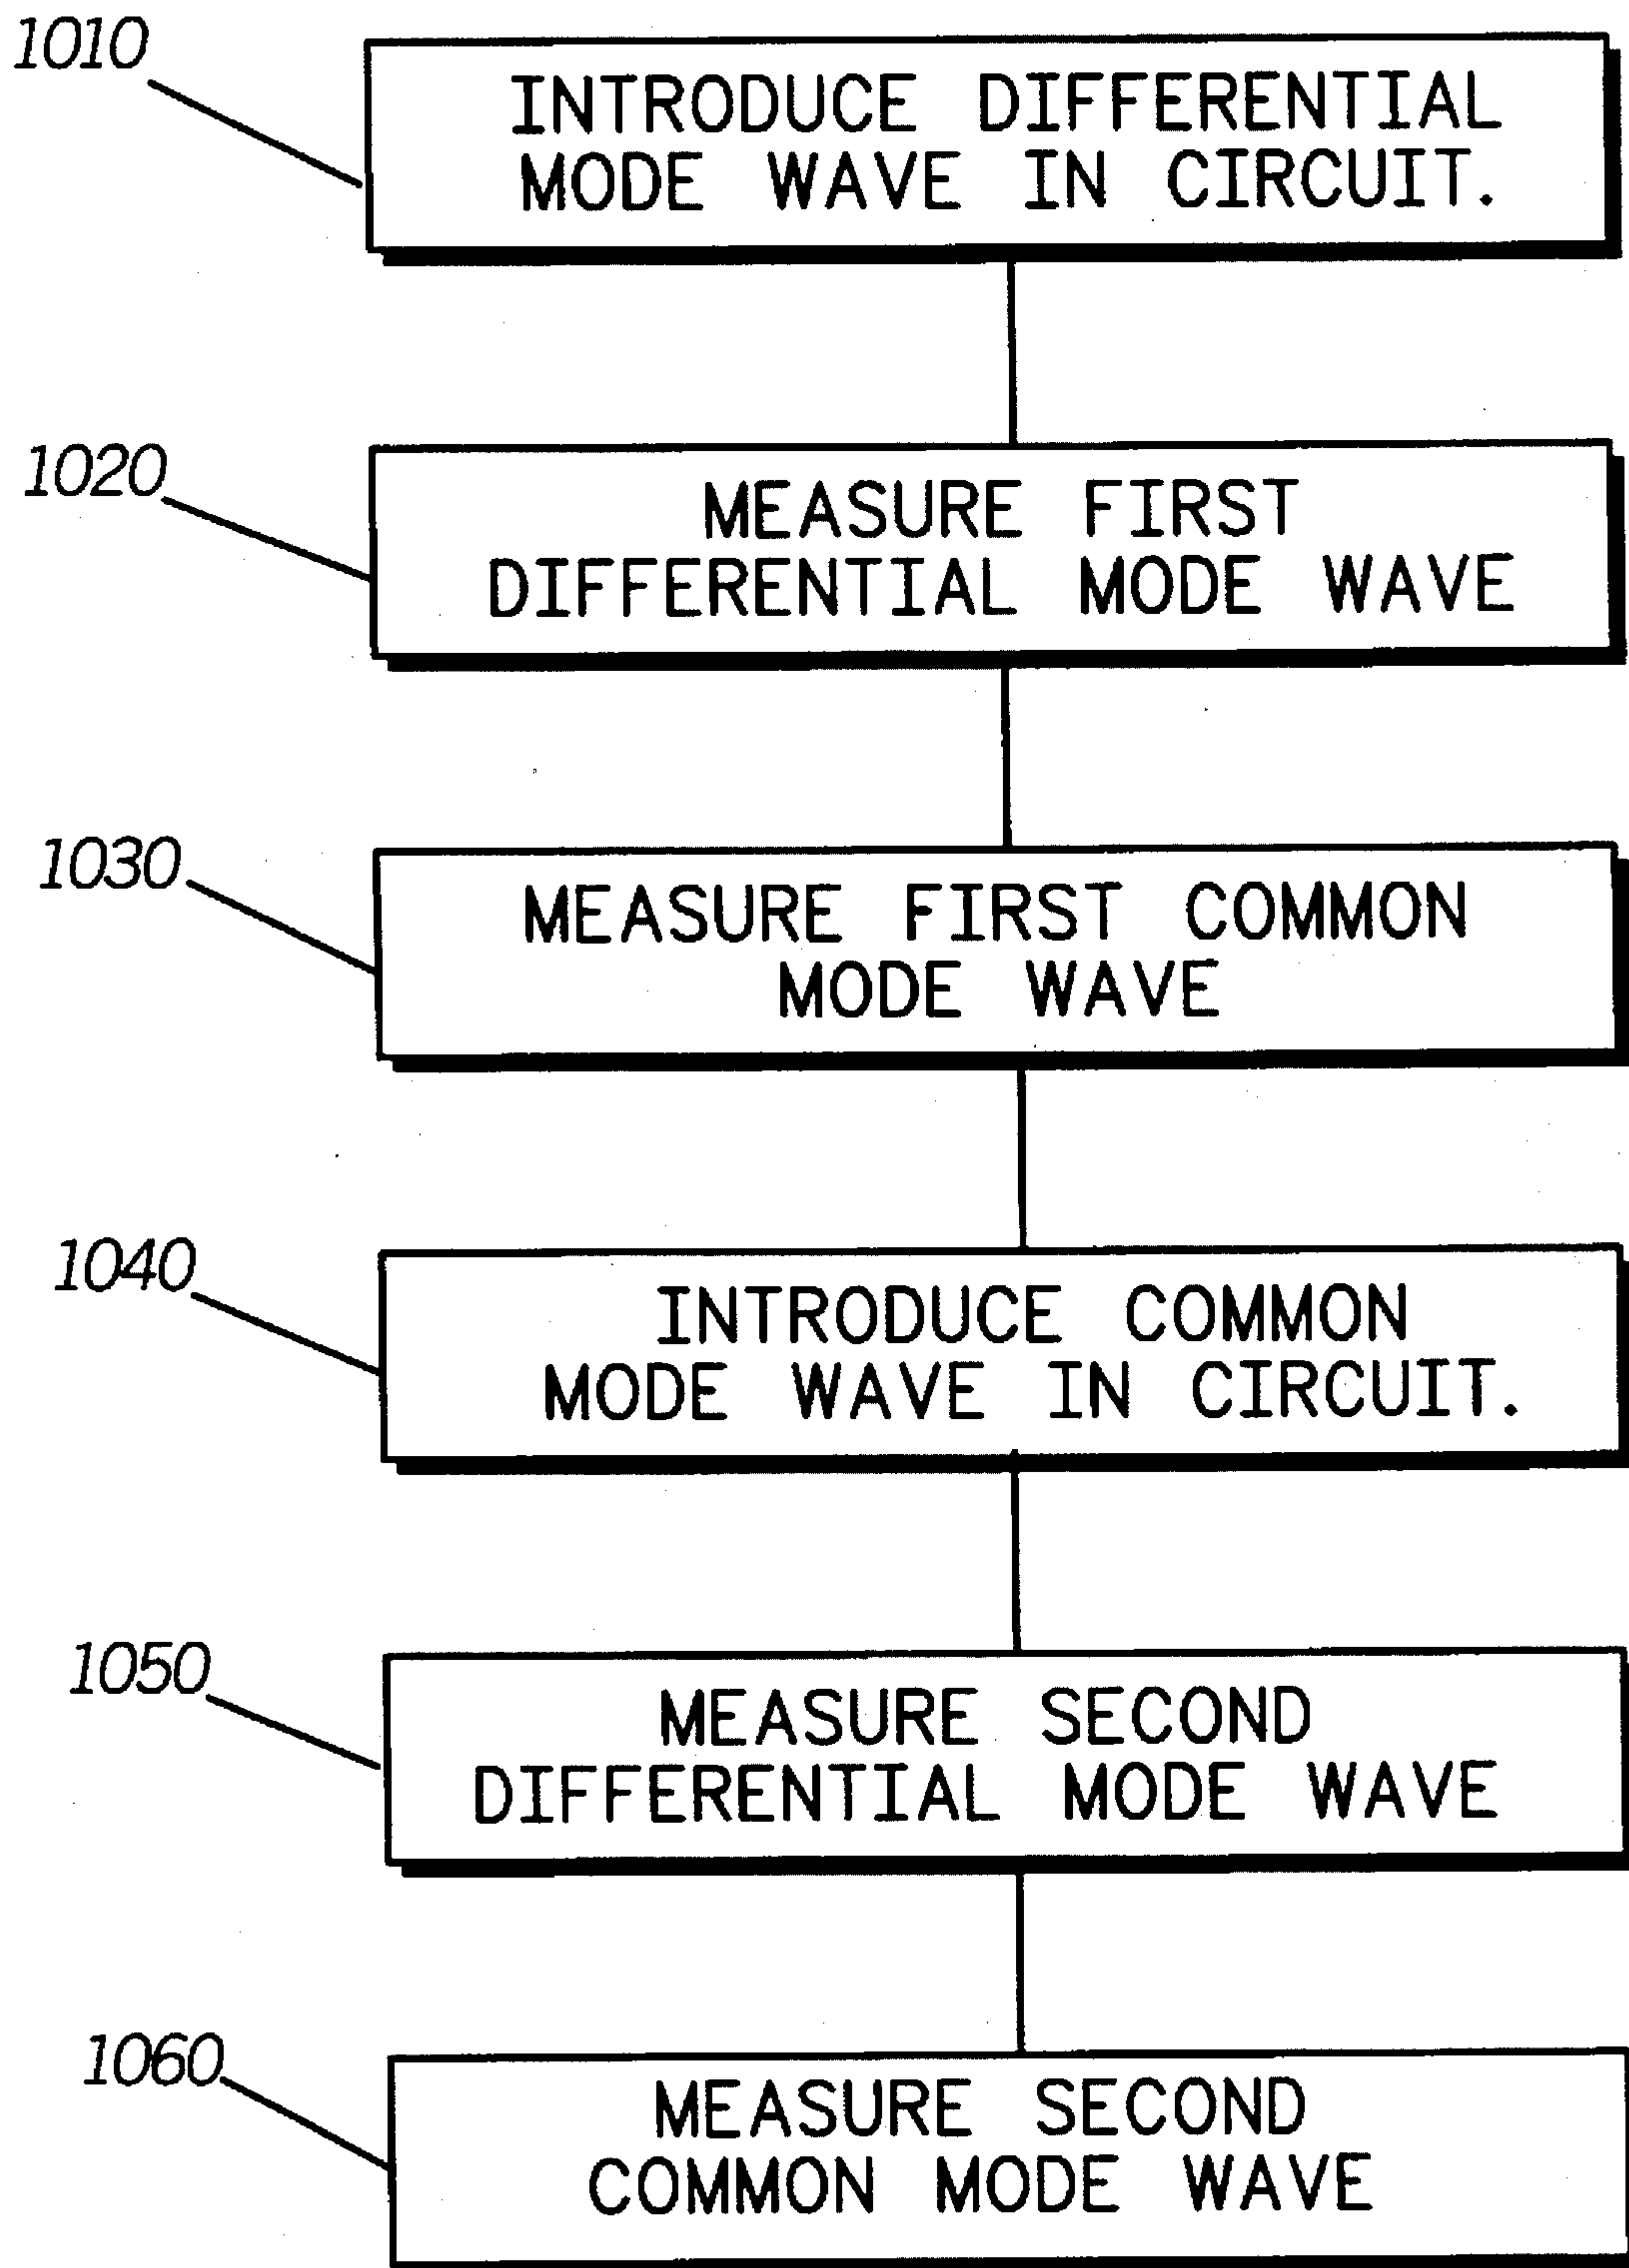 1010
INTRODUCE DIFFERENTIAL
MODE WAVE IN CIRCUIT.
1020
MEASURE FIRST
DIFFERENTIAL MODE WAVE
1030
MEASURE FIRST COMMON
MODE WAVE
1040
INTRODUCE COMMON
MODE WAVE IN CIRCUIT.
1050
MEASURE SECOND
DIFFERENTIAL MODE WAVE
1060
MEASURE SECOND
COMMON MODE WAVE